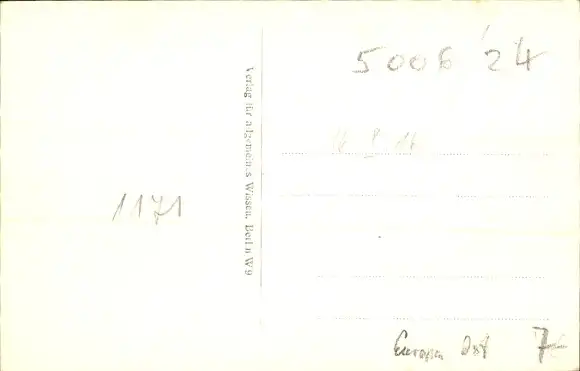 5006 24
1171
Verlag für allgemeines Wissen, Berlin W 9
Europa Ost 7